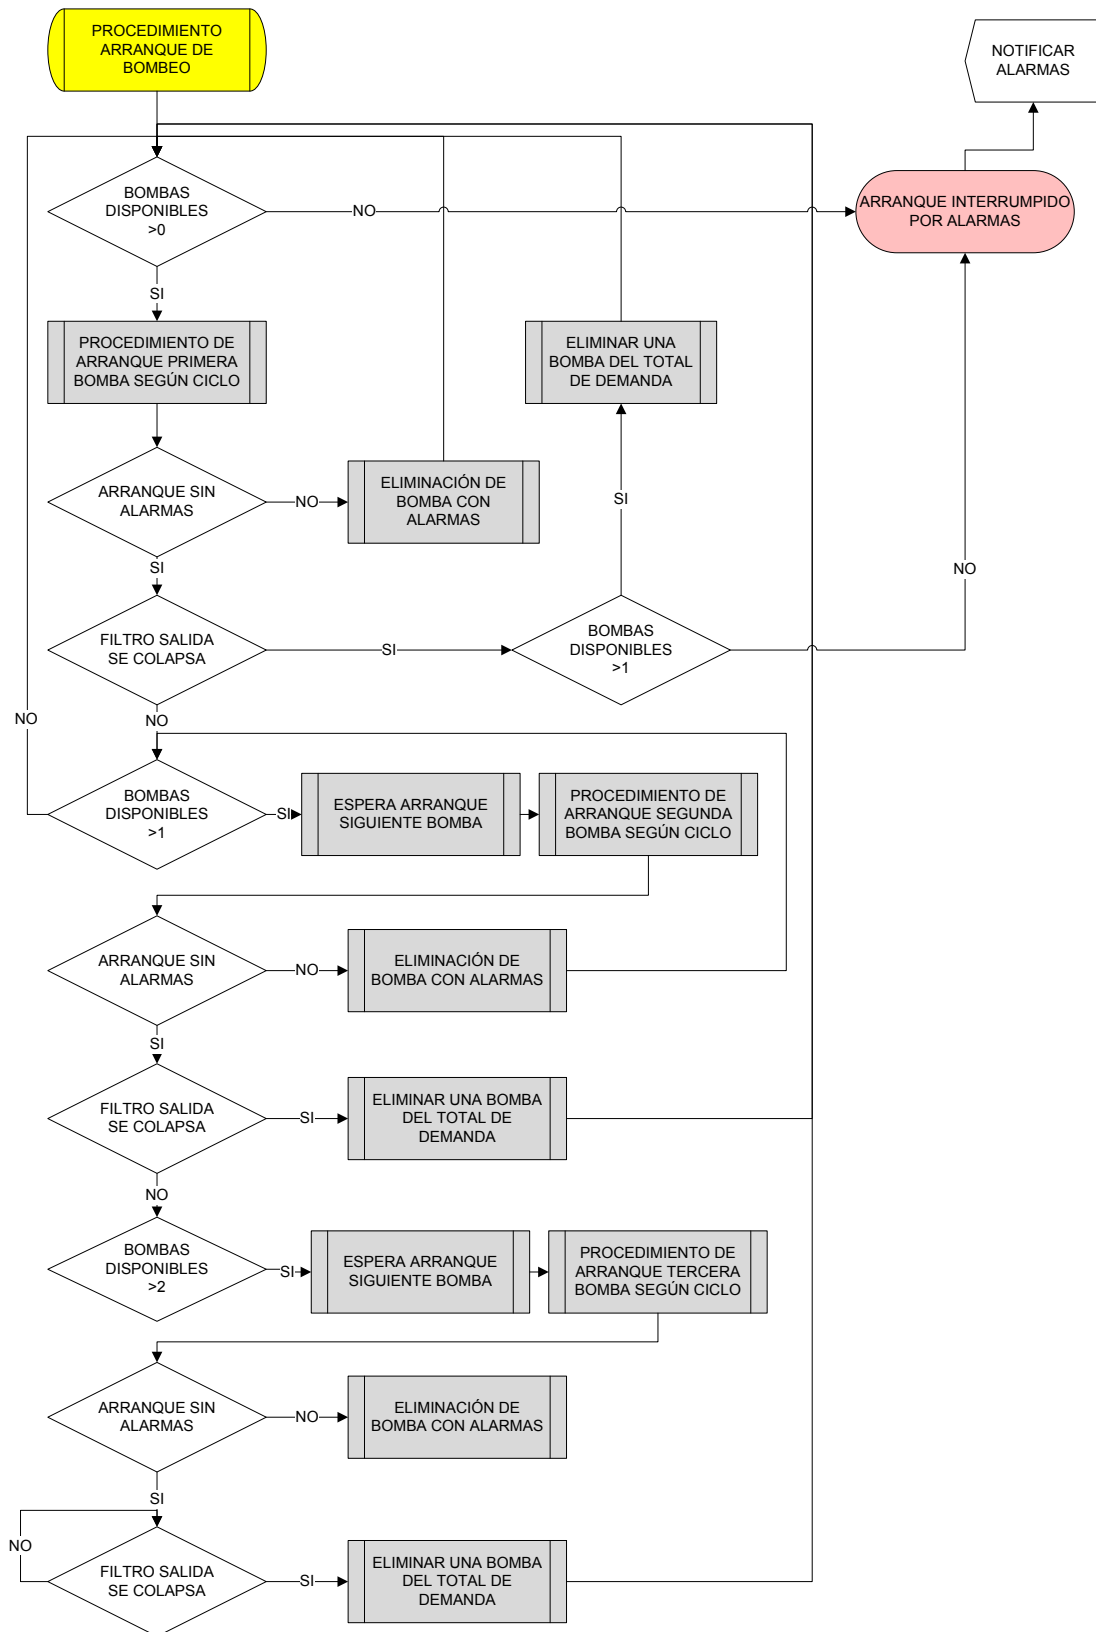 PROCEDIMIENTO
ARRANQUE DE
BOMBEO
NOTIFICAR
ALARMAS
BOMBAS
DISPONIBLES
>0
NO
ARRANQUE INTERRUMPIDO
POR ALARMAS
SI
PROCEDIMIENTO DE
ARRANQUE PRIMERA
BOMBA SEGÚN CICLO
ELIMINAR UNA
BOMBA DEL TOTAL
DE DEMANDA
ARRANQUE SIN
ALARMAS
NO
ELIMINACIÓN DE
BOMBA CON
ALARMAS
SI
NO
SI
FILTRO SALIDA
SE COLAPSA
SI
BOMBAS
DISPONIBLES
>1
NO
NO
BOMBAS
DISPONIBLES
>1
SI
ESPERA ARRANQUE
SIGUIENTE BOMBA
PROCEDIMIENTO DE
ARRANQUE SEGUNDA
BOMBA SEGÚN CICLO
ARRANQUE SIN
ALARMAS
NO
ELIMINACIÓN DE
BOMBA CON ALARMAS
SI
FILTRO SALIDA
SE COLAPSA
SI
ELIMINAR UNA BOMBA
DEL TOTAL DE
DEMANDA
NO
BOMBAS
DISPONIBLES
>2
SI
ESPERA ARRANQUE
SIGUIENTE BOMBA
PROCEDIMIENTO DE
ARRANQUE TERCERA
BOMBA SEGÚN CICLO
ARRANQUE SIN
ALARMAS
NO
ELIMINACIÓN DE
BOMBA CON ALARMAS
SI
NO
FILTRO SALIDA
SE COLAPSA
SI
ELIMINAR UNA BOMBA
DEL TOTAL DE
DEMANDA